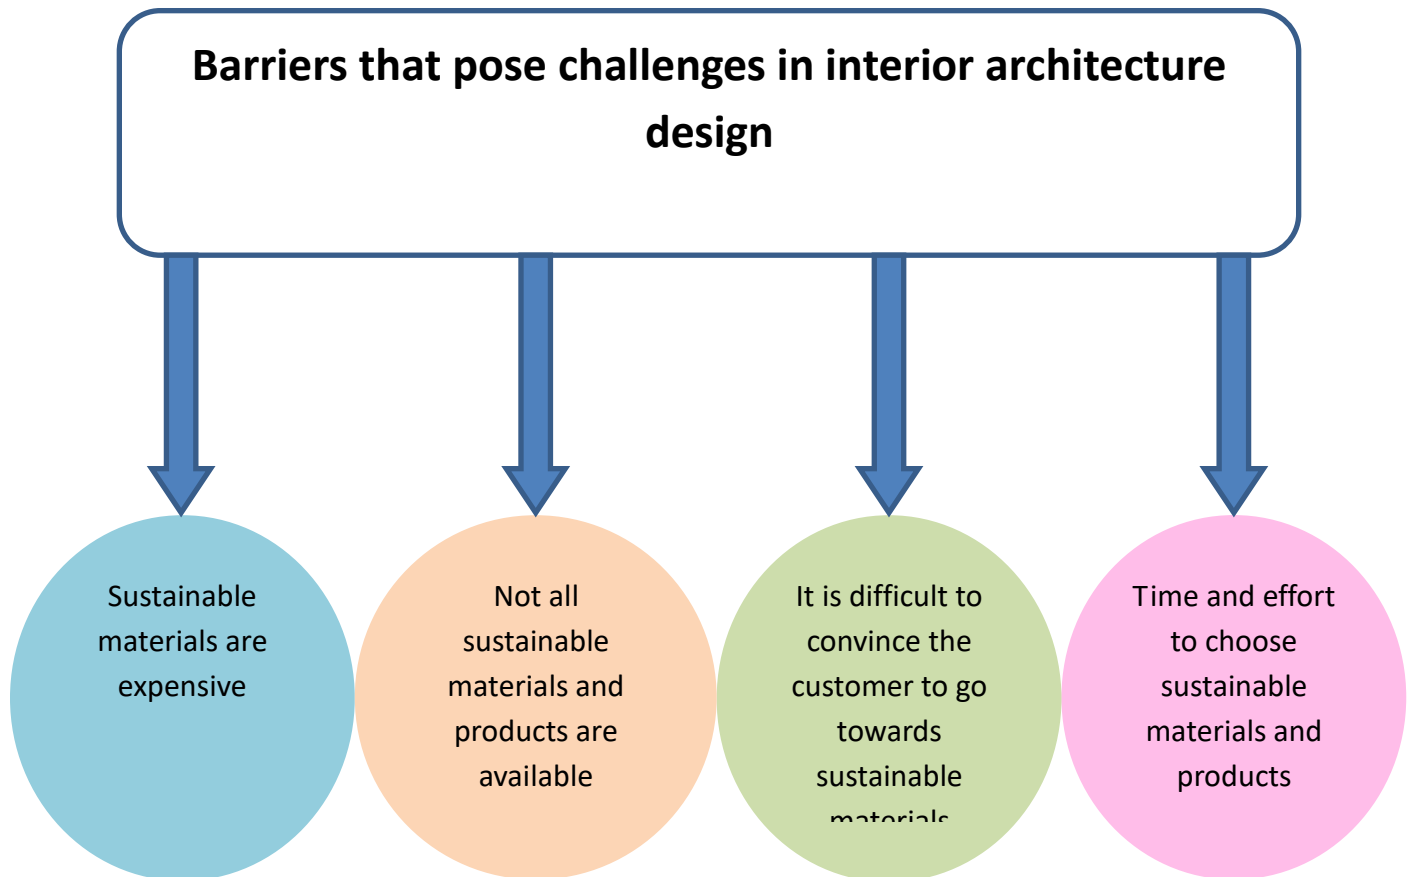 Barriers that pose challenges in interior architecture
design
Sustainable
materials are
expensive
Not all
sustainable
materials and
products are
available
It is difficult to
convince the
customer to go
towards
sustainable
materials
Time and effort
to choose
sustainable
materials and
products